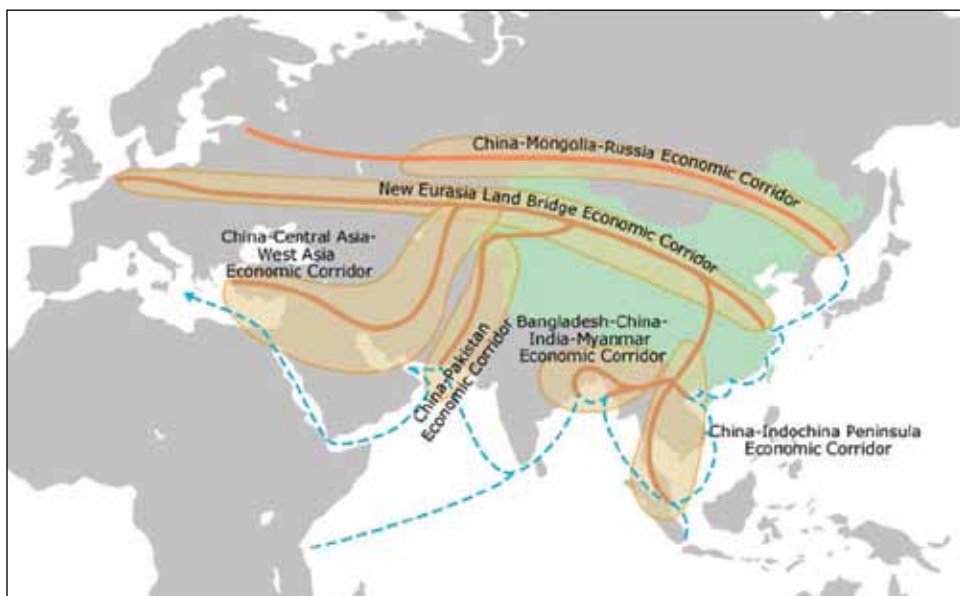 China-Mongolia-Russia Economic Corridor
New Eurasia Land Bridge Economic Corridor
China-Central Asia-
West Asia
Economic Corridor
China-Pakistan
Economic Corridor
Bangladesh-China-
India-Myanmar
Economic Corridor
China-Indochina Peninsula
Economic Corridor